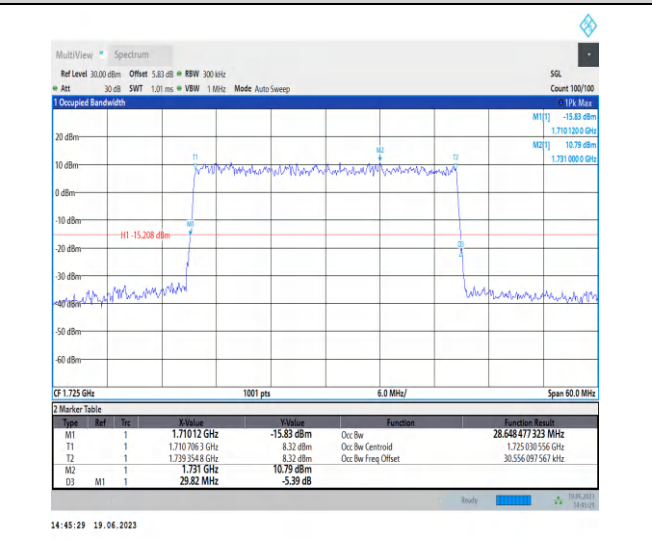 MultiView Spectrum
Ref Level 30.00 dBm Offset 5.83 dB RBW 300 kHz SGL
Att 30 dB SWT 1.01 ms VBW 1 MHz Mode Auto Sweep Count 100/100
1 Occupied Bandwidth 1Pk Max
M1[1] -15.83 dBm
1.710 120 0 GHz
M2[1] 10.79 dBm
1.731 000 0 GHz
20 dBm
T1 M2 T2
10 dBm
0 dBm
-10 dBm
M1
H1 -15.208 dBm
D3
-20 dBm
-30 dBm
-40 dBm
-50 dBm
-60 dBm
CF 1.725 GHz 1001 pts 6.0 MHz/ Span 60.0 MHz
2 Marker Table
Type Ref Trc X-Value Y-Value Function Function Result
M1 1 1.71012 GHz -15.83 dBm Occ Bw 28.648 477 323 MHz
T1 1 1.710 706 3 GHz 8.32 dBm Occ Bw Centroid 1.725 030 556 GHz
T2 1 1.739 354 8 GHz 8.32 dBm Occ Bw Freq Offset 30.556 097 567 kHz
M2 1 1.731 GHz 10.79 dBm
D3 M1 1 29.82 MHz -5.39 dB
Ready 19.06.2023
14:45:29
14:45:29 19.06.2023